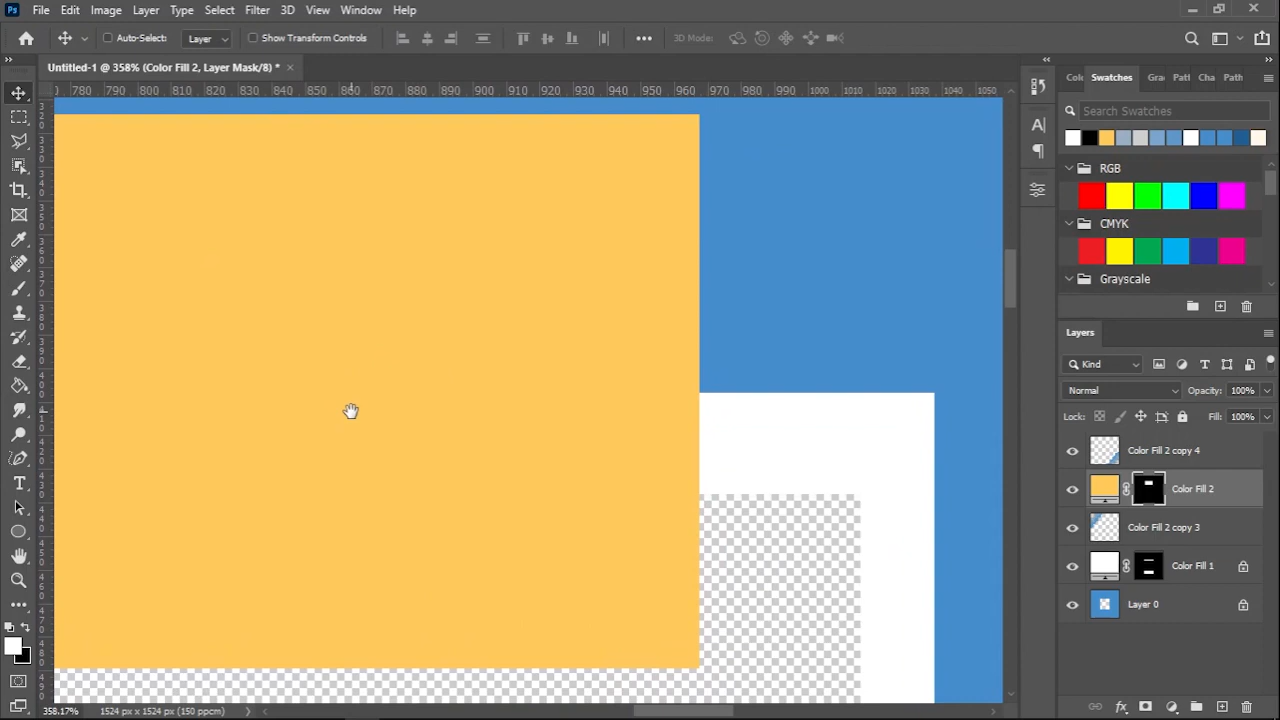 Ps File Edit Image Layer Type Select Filter 3D View Window Help
Auto-Select: Layer Show Transform Controls 3D Mode:
Untitled-1 @ 358% (Color Fill 2, Layer Mask/8) *
780 790 800 810 820 830 840 850 860 870 880 890 900 910 920 930 940 950 960 970 980 990 1000 1010 1020 1030 1040 1050
Swatches
Search Swatches
RGB
CMYK
Grayscale
Layers
Kind
Normal Opacity: 100%
Lock: Fill: 100%
Color Fill 2 copy 4
Color Fill 2
Color Fill 2 copy 3
Color Fill 1
Layer 0
358.17% 1524 px x 1524 px (150 ppcm)